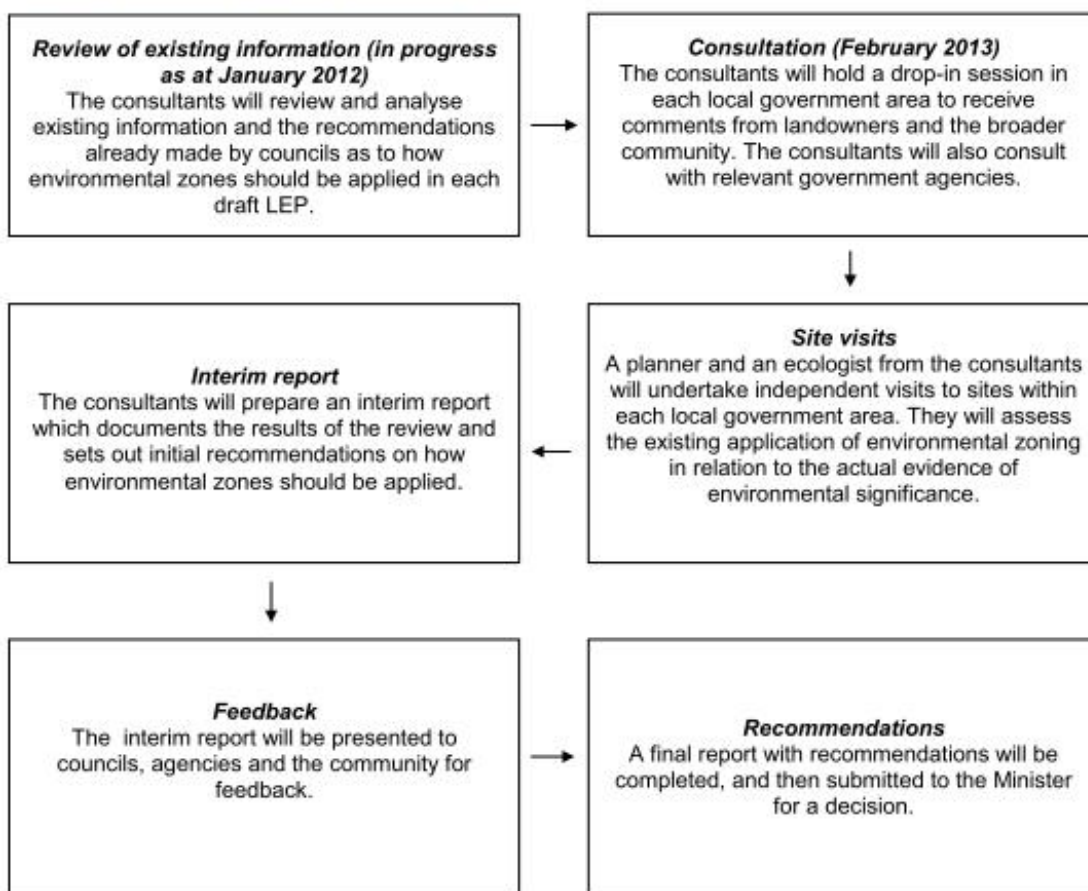 Review of existing information (in progress
as at January 2012)
The consultants will review and analyse
existing information and the recommendations
already made by councils as to how
environmental zones should be applied in each
draft LEP.
Consultation (February 2013)
The consultants will hold a drop-in session in
each local government area to receive
comments from landowners and the broader
community. The consultants will also consult
with relevant government agencies.
Site visits
A planner and an ecologist from the consultants
will undertake independent visits to sites within
each local government area. They will assess
the existing application of environmental zoning
in relation to the actual evidence of
environmental significance.
Interim report
The consultants will prepare an interim report
which documents the results of the review and
sets out initial recommendations on how
environmental zones should be applied.
Feedback
The interim report will be presented to
councils, agencies and the community for
feedback.
Recommendations
A final report with recommendations will be
completed, and then submitted to the Minister
for a decision.